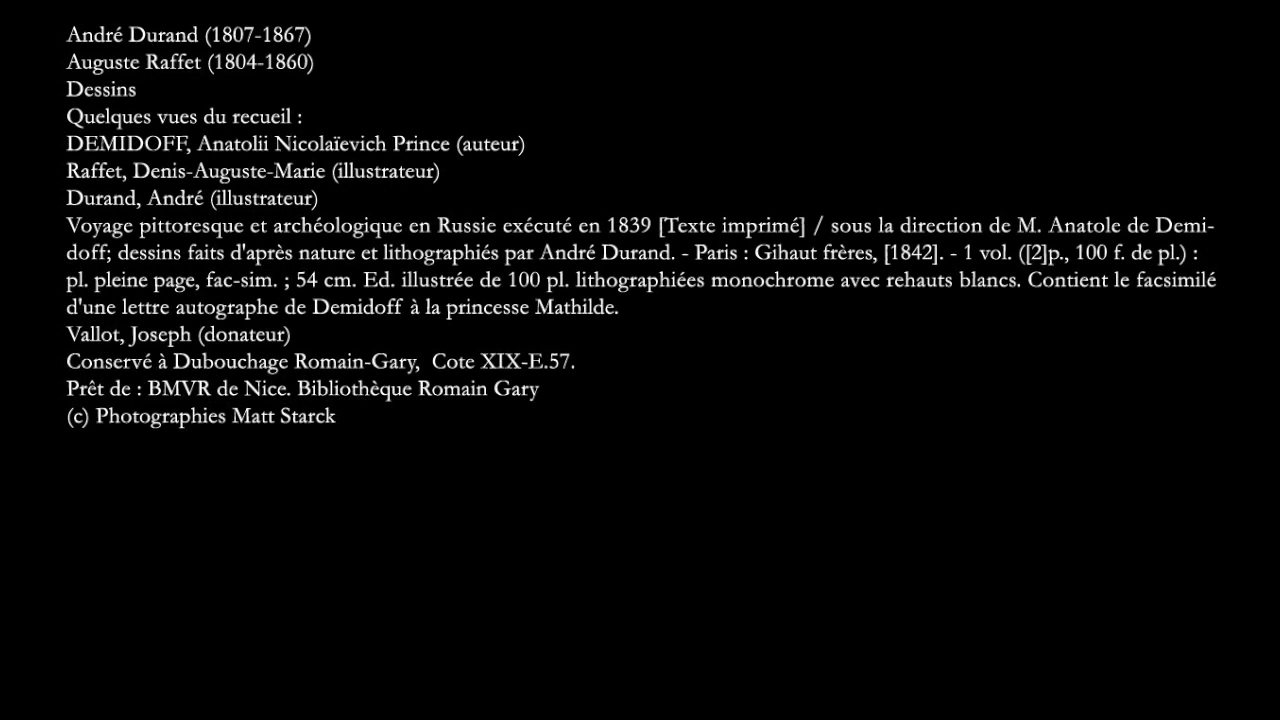 André Durand (1807-1867)
Auguste Raffet (1804-1860)
Dessins
Quelques vues du recueil :
DEMIDOFF, Anatolii Nicolaïevich Prince (auteur)
Raffet, Denis-Auguste-Marie (illustrateur)
Durand, André (illustrateur)
Voyage pittoresque et archéologique en Russie exécuté en 1839 [Texte imprimé] / sous la direction de M. Anatole de Demi-
doff; dessins faits d'après nature et lithographiés par André Durand. - Paris : Gihaut frères, [1842]. - 1 vol. ([2]p., 100 f. de pl.) :
pl. pleine page, fac-sim. ; 54 cm. Ed. illustrée de 100 pl. lithographiées monochrome avec rehauts blancs. Contient le facsimilé
d'une lettre autographe de Demidoff à la princesse Mathilde.
Vallot, Joseph (donateur)
Conservé à Dubouchage Romain-Gary,  Cote XIX-E.57.
Prêt de : BMVR de Nice. Bibliothèque Romain Gary
(c) Photographies Matt Starck